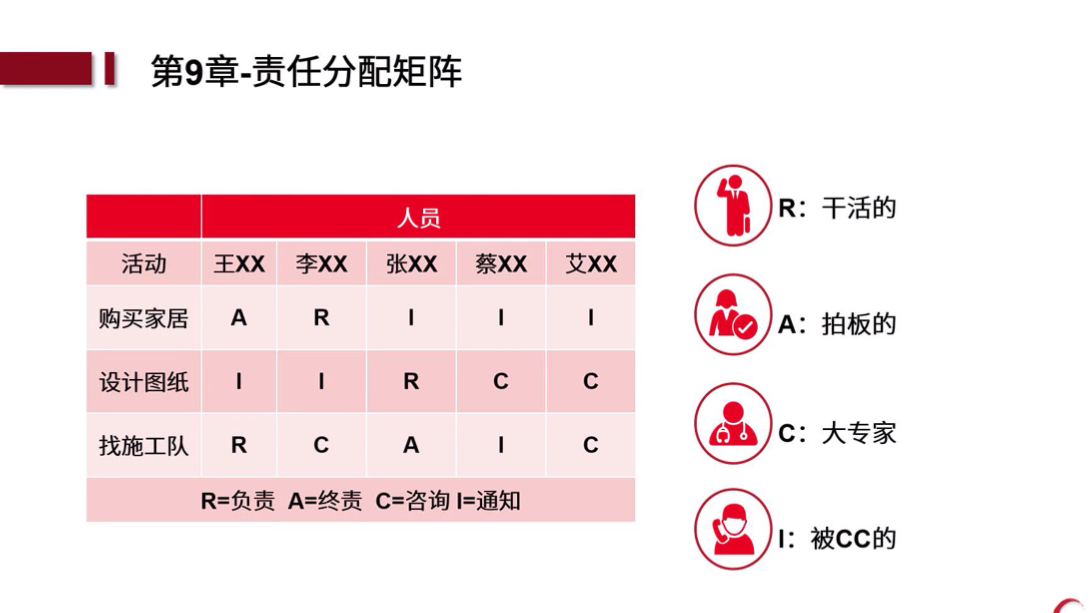 第9章-责任分配矩阵
人员
活动 王XX 李XX 张XX 蔡XX 艾XX
购买家居 A R I I I
设计图纸 I I R C C
找施工队 R C A I C
R=负责 A=终责 C=咨询 I=通知
R：干活的
A：拍板的
C：大专家
I：被CC的